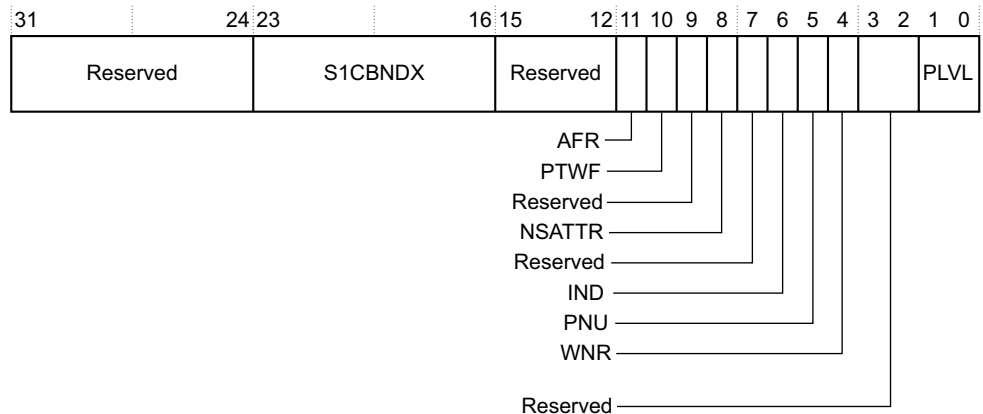 31 24 23 16 15 12 11 10 9 8 7 6 5 4 3 2 1 0
Reserved S1CBNDX Reserved PLVL
AFR
PTWF
Reserved
NSATTR
Reserved
IND
PNU
WNR
Reserved